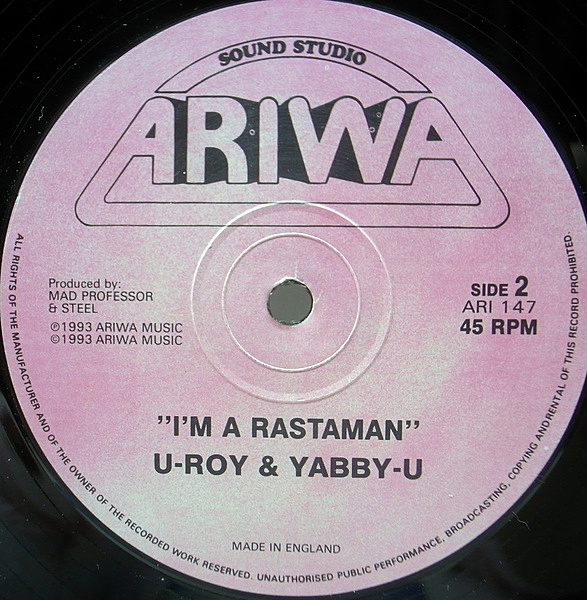 SOUND STUDIO
ARIWA
Produced by:
MAD PROFESSOR
& STEEL
℗1993 ARIWA MUSIC
©1993 ARIWA MUSIC
SIDE 2
ARI 147
45 RPM
"I'M A RASTAMAN"
U-ROY & YABBY-U
MADE IN ENGLAND
ALL RIGHTS OF THE MANUFACTURER AND OF THE OWNER OF THE RECORDED WORK RESERVED. UNAUTHORISED PUBLIC PERFORMANCE, BROADCASTING, COPYING AND RENTAL OF THIS RECORD PROHIBITED.